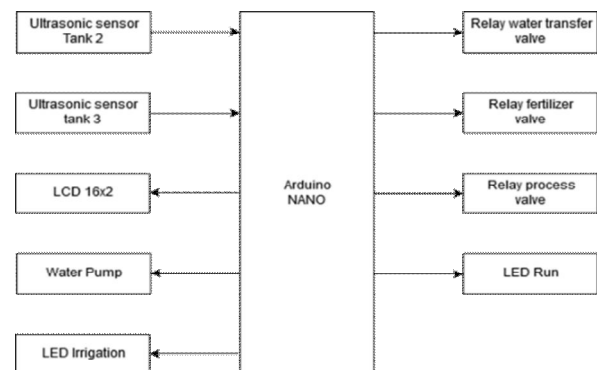 Ultrasonic sensor
Tank 2
Ultrasonic sensor
tank 3
LCD 16x2
Water Pump
LED Irrigation
Arduino
NANO
Relay water transfer
valve
Relay fertilizer
valve
Relay process
valve
LED Run